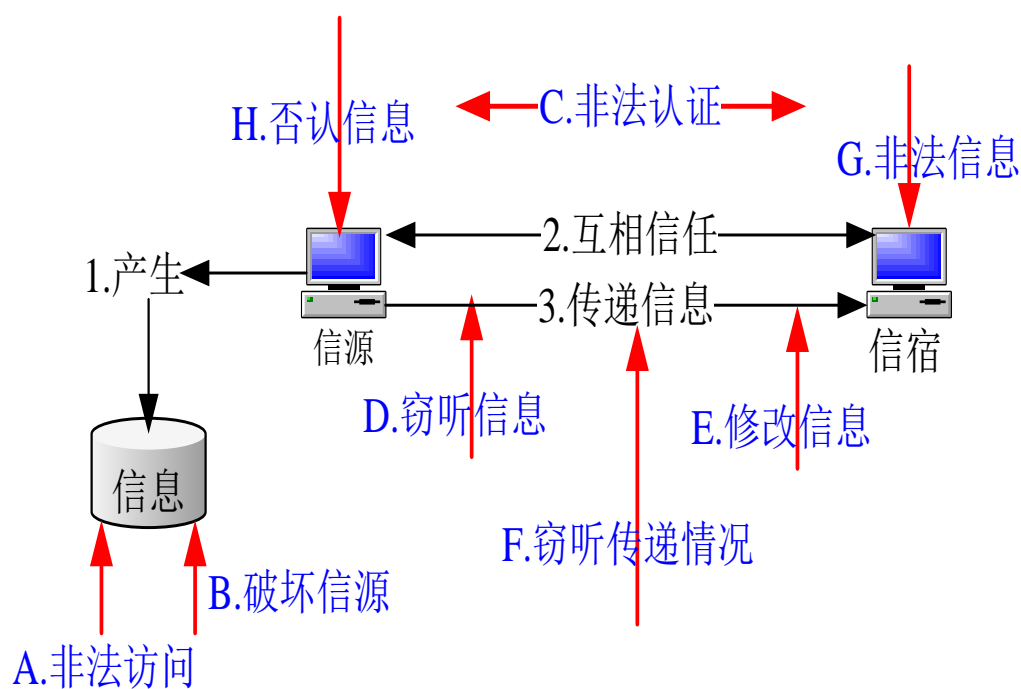 H.否认信息
C.非法认证
G.非法信息
2.互相信任
1.产生
3.传递信息
信源
信宿
D.窃听信息
E.修改信息
信息
F.窃听传递情况
B.破坏信源
A.非法访问